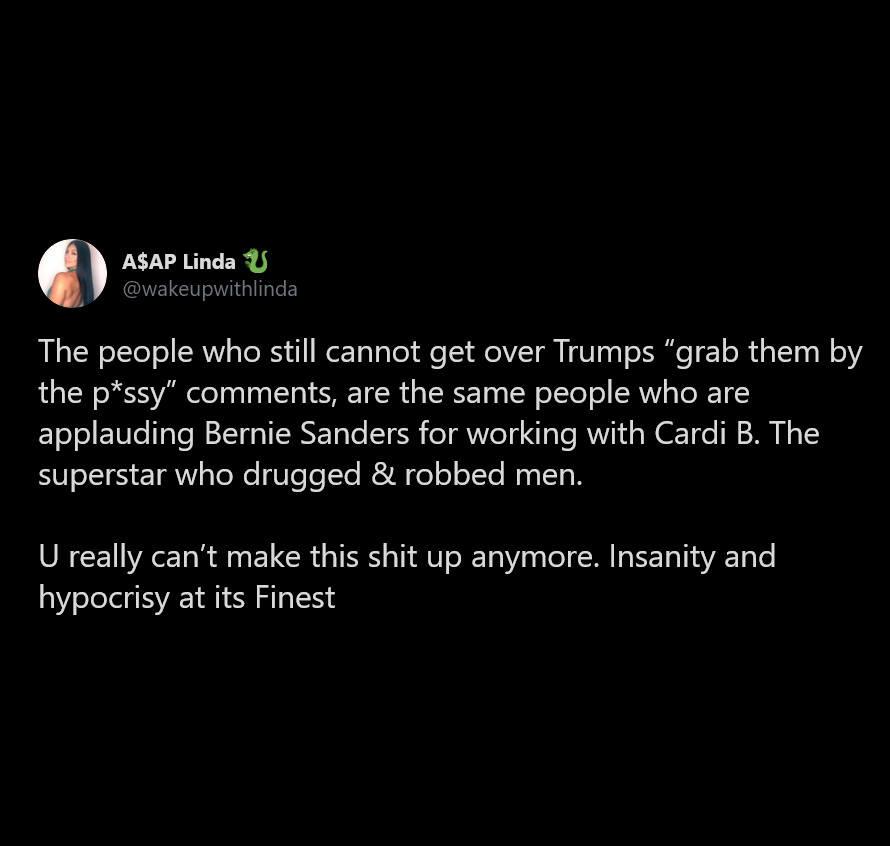 A$AP Linda 🐉
@wakeupwithlinda
The people who still cannot get over Trumps “grab them by
the p*ssy” comments, are the same people who are
applauding Bernie Sanders for working with Cardi B. The
superstar who drugged & robbed men.
U really can’t make this shit up anymore. Insanity and
hypocrisy at its Finest